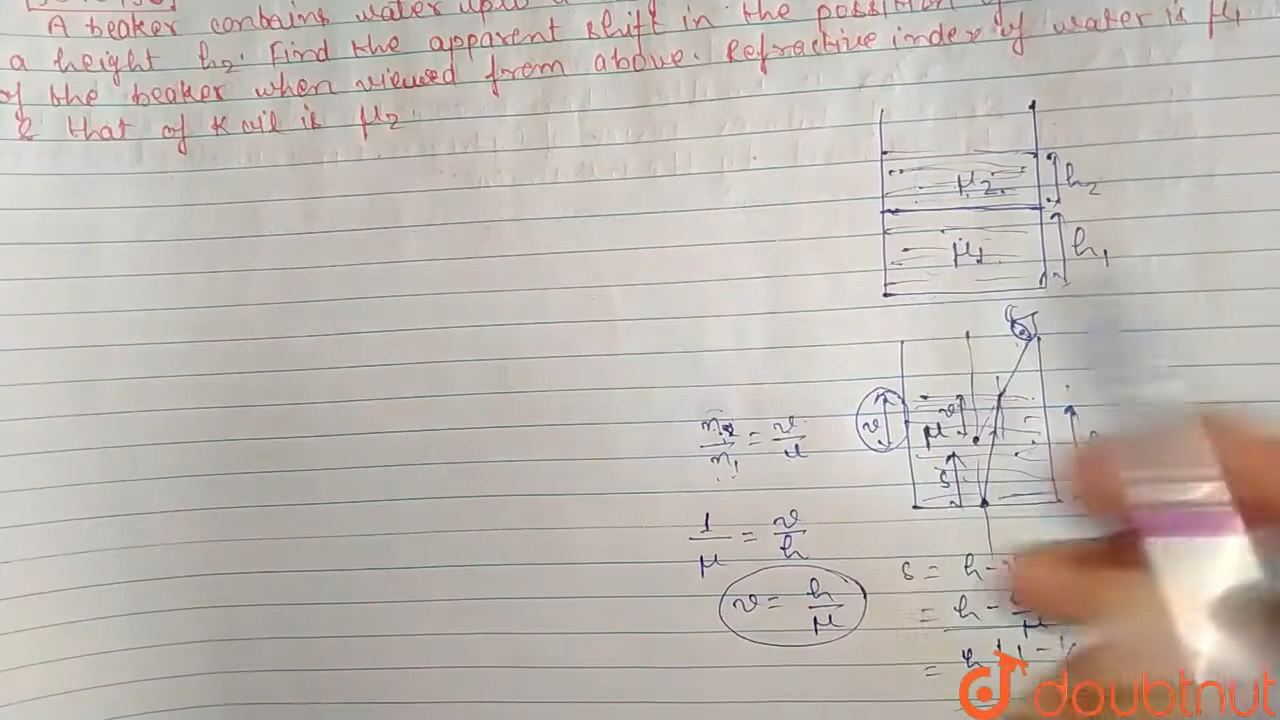 A beaker contains water upto a
a height h2. Find the apparent shift in the possition of
of the beaker when viewed from above. Refractive index of water is μ1
& that of K oil is μ2.
μ2.
h2
μ1
h1
n2/n1 = v/u
v
μ
s
1/μ = v/h
v = h/μ
s = h -
= h -
μ
= h
doubtnut